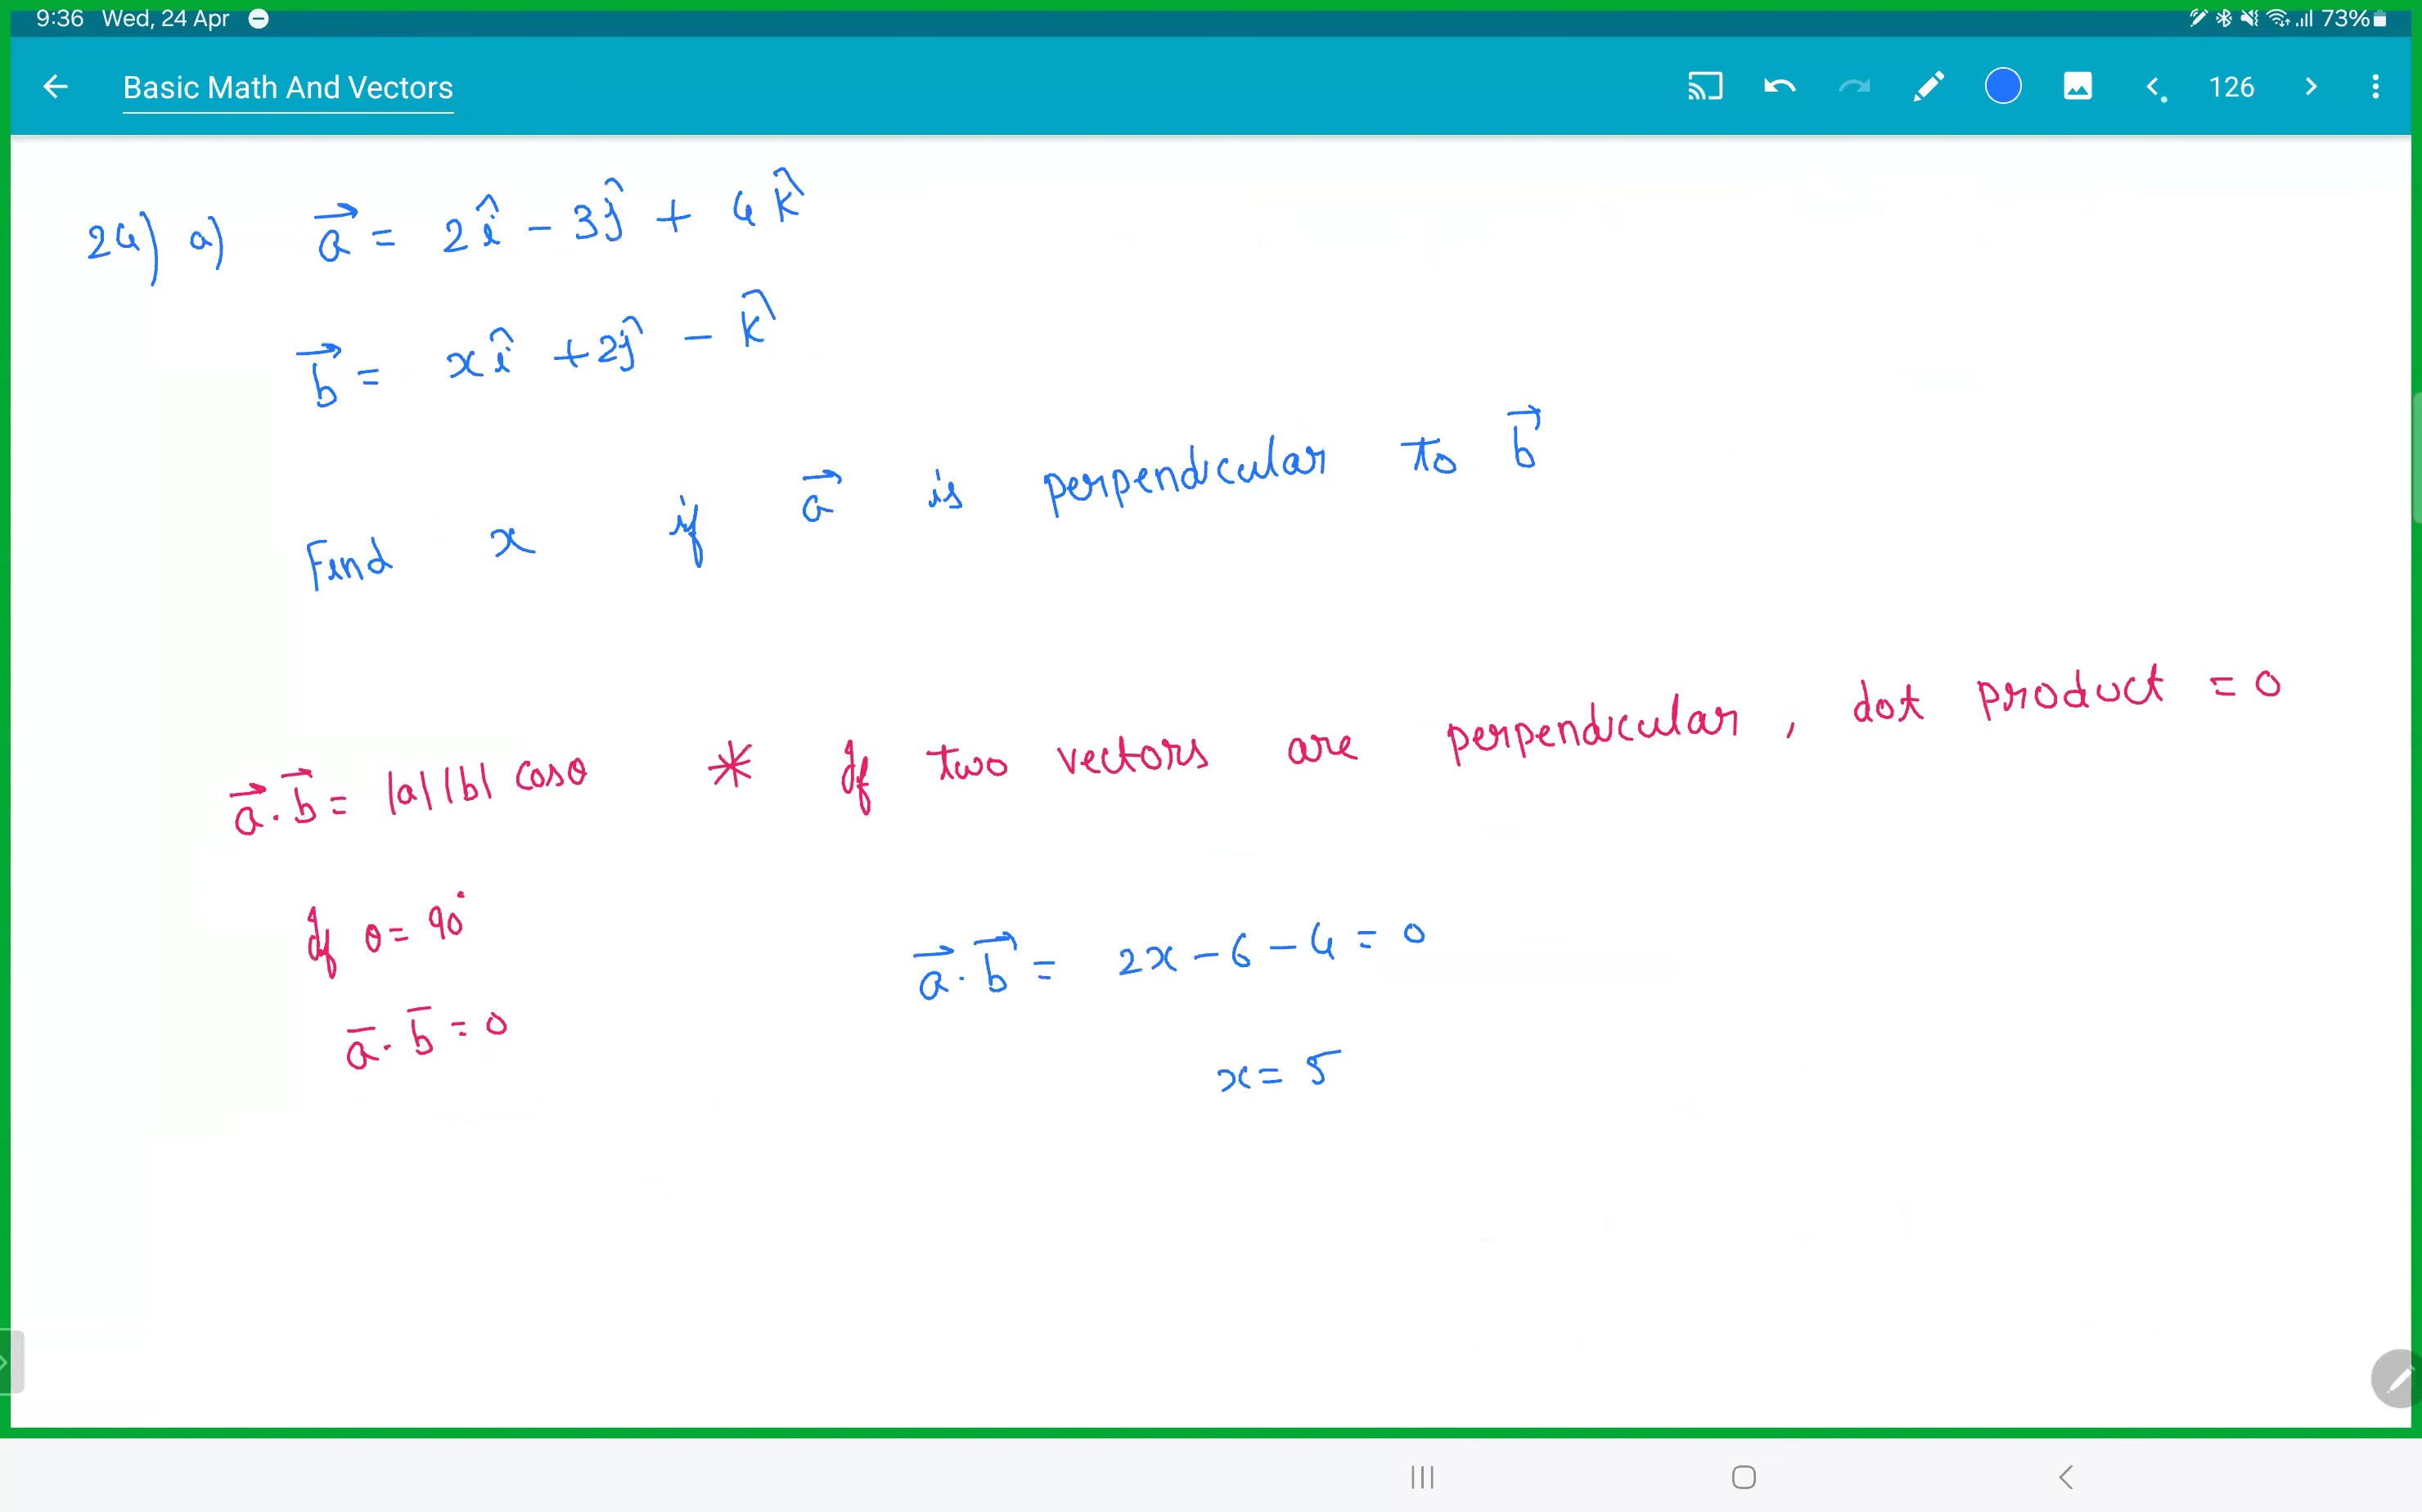 9:36 Wed, 24 Apr 73%
Basic Math And Vectors 126
24) a) a⃗ = 2î - 3ĵ + 4k̂
b⃗ = xî + 2ĵ - k̂
Find x if a⃗ is perpendicular to b⃗
a⃗ . b⃗ = |a||b| cosθ * If two vectors are perpendicular, dot product = 0
If θ = 90°
a⃗ . b⃗ = 2x - 6 - 4 = 0
a̅ . b̅ = 0
x = 5